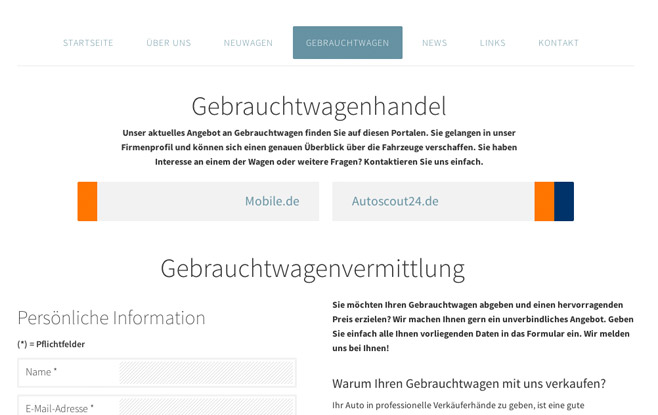 STARTSEITE ÜBER UNS NEUWAGEN GEBRAUCHTWAGEN NEWS LINKS KONTAKT
Gebrauchtwagenhandel
Unser aktuelles Angebot an Gebrauchtwagen finden Sie auf diesen Portalen. Sie gelangen in unser
Firmenprofil und können sich einen genauen Überblick über die Fahrzeuge verschaffen. Sie haben
Interesse an einem der Wagen oder weitere Fragen? Kontaktieren Sie uns einfach.
Mobile.de Autoscout24.de
Gebrauchtwagenvermittlung
Persönliche Information
(*) = Pflichtfelder
Name *
E-Mail-Adresse *
Sie möchten Ihren Gebrauchtwagen abgeben und einen hervorragenden
Preis erzielen? Wir machen Ihnen gern ein unverbindliches Angebot. Geben
Sie einfach alle Ihnen vorliegenden Daten in das Formular ein. Wir melden
uns bei Ihnen!
Warum Ihren Gebrauchtwagen mit uns verkaufen?
Ihr Auto in professionelle Verkäuferhände zu geben, ist eine gute